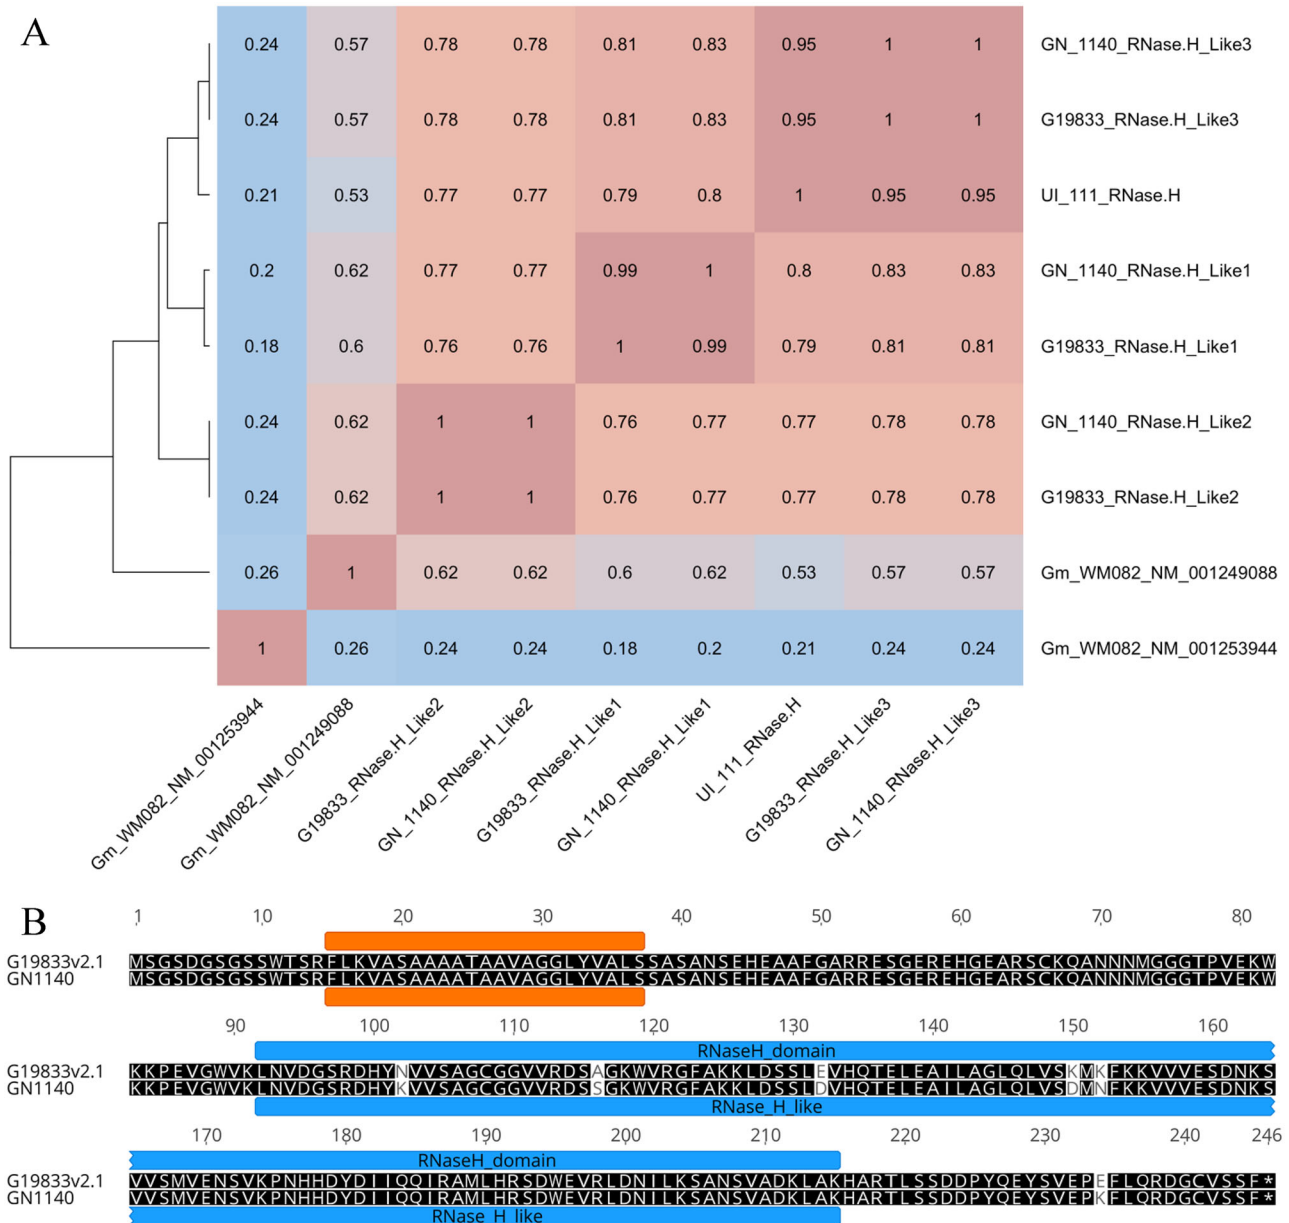 A
0.24 0.57 0.78 0.78 0.81 0.83 0.95 1 1 GN_1140_RNase.H_Like3
0.24 0.57 0.78 0.78 0.81 0.83 0.95 1 1 G19833_RNase.H_Like3
0.21 0.53 0.77 0.77 0.79 0.8 1 0.95 0.95 UI_111_RNase.H
0.2 0.62 0.77 0.77 0.99 1 0.8 0.83 0.83 GN_1140_RNase.H_Like1
0.18 0.6 0.76 0.76 1 0.99 0.79 0.81 0.81 G19833_RNase.H_Like1
0.24 0.62 1 1 0.76 0.77 0.77 0.78 0.78 GN_1140_RNase.H_Like2
0.24 0.62 1 1 0.76 0.77 0.77 0.78 0.78 G19833_RNase.H_Like2
0.26 1 0.62 0.62 0.6 0.62 0.53 0.57 0.57 Gm_WM082_NM_001249088
1 0.26 0.24 0.24 0.18 0.2 0.21 0.24 0.24 Gm_WM082_NM_001253944
Gm_WM082_NM_001253944
Gm_WM082_NM_001249088
G19833_RNase.H_Like2
GN_1140_RNase.H_Like2
G19833_RNase.H_Like1
GN_1140_RNase.H_Like1
UI_111_RNase.H
G19833_RNase.H_Like3
GN_1140_RNase.H_Like3
B
1 10 20 30 40 50 60 70 80
G19833v2.1 MSGSDGSGSSWTSRFLKVASAAAATAAVAGGLYVALSSASANSEHEAAFGARRESGEREHGEARSCKQANNNMGGGTPVEKW
GN1140 MSGSDGSGSSWTSRFLKVASAAAATAAVAGGLYVALSSASANSEHEAAFGARRESGEREHGEARSCKQANNNMGGGTPVEKW
90 100 110 120 130 140 150 160
RNaseH_domain
G19833v2.1 KKPEVGWVKLNVDGSRDHYNVVSAGCGGVVRDSAGKWVRGFAKKLDSSLEVHQTELEAILAGLQLVSKMKFKKVVVESDNKS
GN1140 KKPEVGWVKLNVDGSRDHYKVVSAGCGGVVRDSSGKWVRGFAKKLDSSLDVHQTELEAILAGLQLVSDMNFKKVVVESDNKS
RNase_H_like
170 180 190 200 210 220 230 240 246
RNaseH_domain
G19833v2.1 VVSMVENSVKPNHHDYDIIQQIRAMLHRSDWEVRLDNILKSANSVADKLAKHARTLSSDDPYQEYSVEPEFLQRDGCVSSF*
GN1140 VVSMVENSVKPNHHDYDIIQQIRAMLHRSDWEVRLDNILKSANSVADKLAKHARTLSSDDPYQEYSVEPKFLQRDGCVSSF*
RNase_H_like